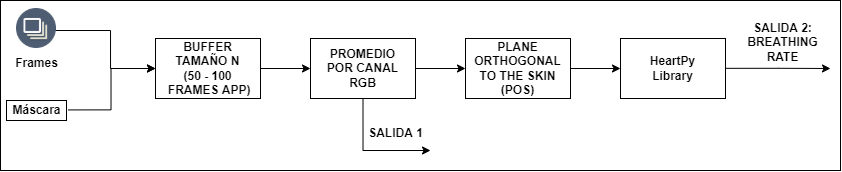 Frames
Máscara
BUFFER
TAMAÑO N
(50 - 100
FRAMES APP)
PROMEDIO
POR CANAL
RGB
SALIDA 1
PLANE
ORTHOGONAL
TO THE SKIN
(POS)
HeartPy
Library
SALIDA 2:
BREATHING
RATE